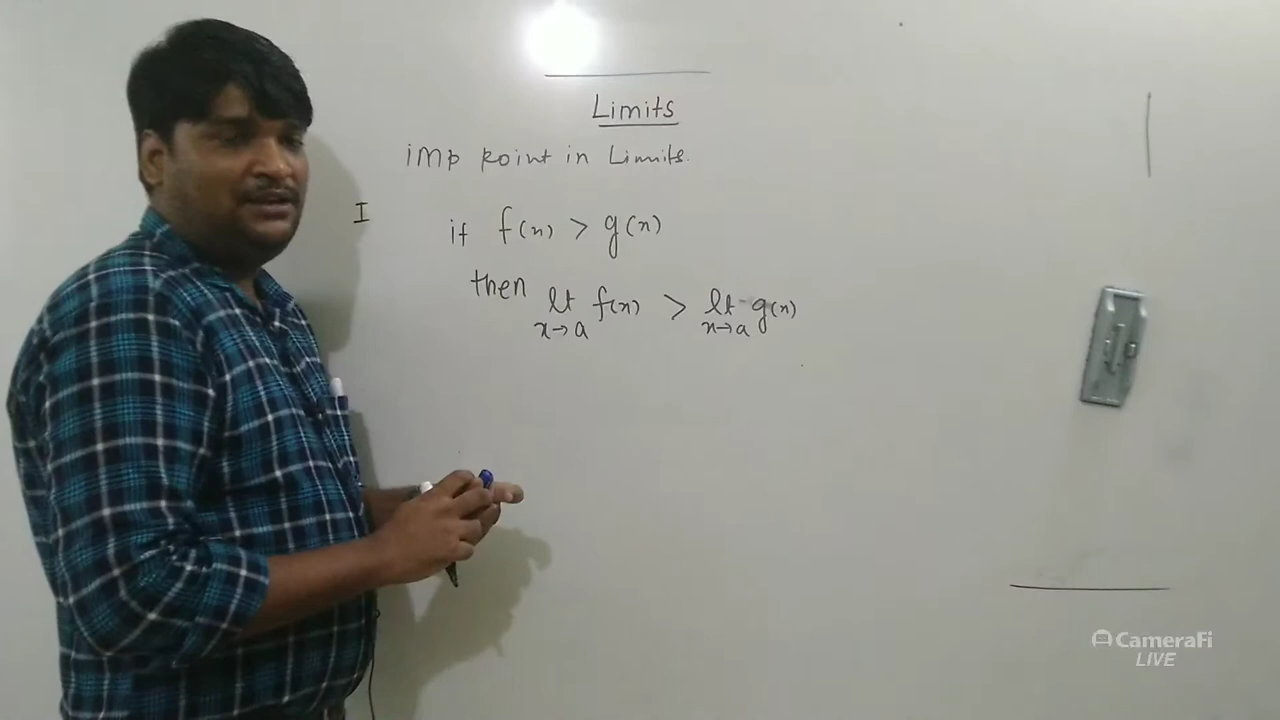 Limits
imp point in Limits.
I if f(x) > g(x)
then lt f(x) > lt g(x)
x→a x→a
CameraFi
LIVE